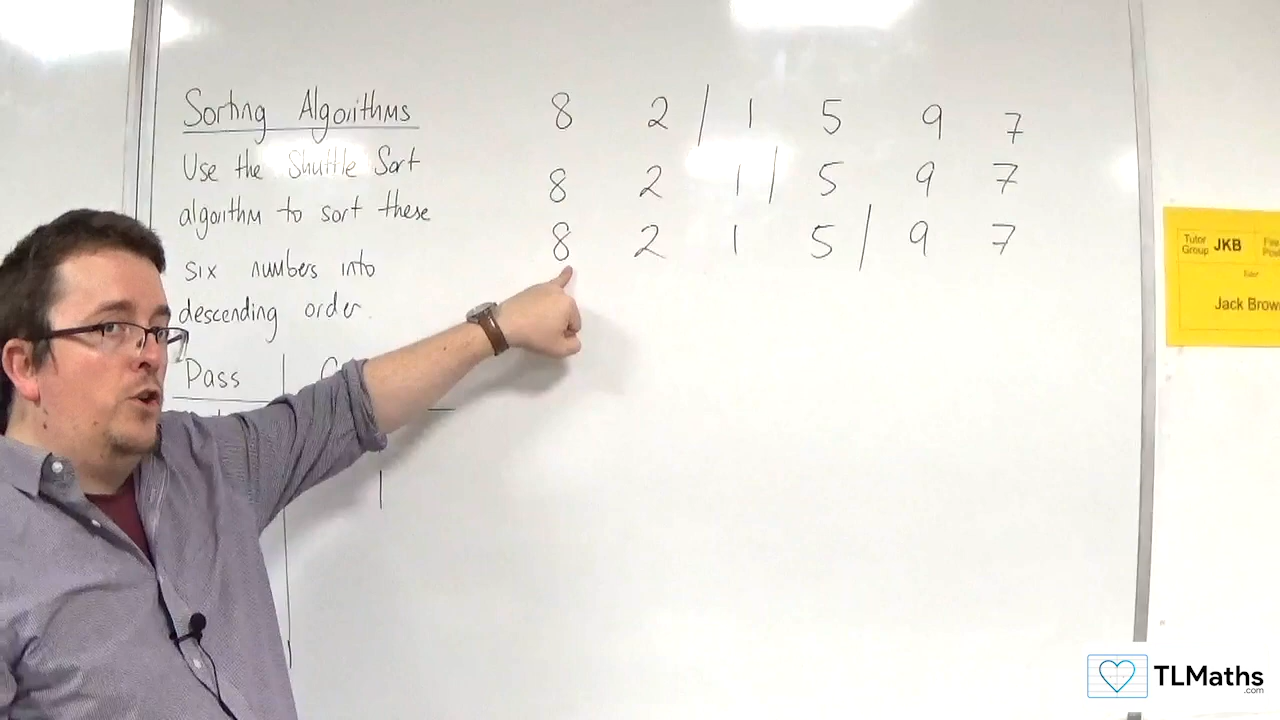 Sorting Algorithms
Use the Shuttle Sort
algorithm to sort these
six numbers into
descending order.
Pass
8 2 / 1 5 9 7
8 2 1 / 5 9 7
8 2 1 5 / 9 7
1
Tutor Group JKB
Jack Brow
TLMaths
.com